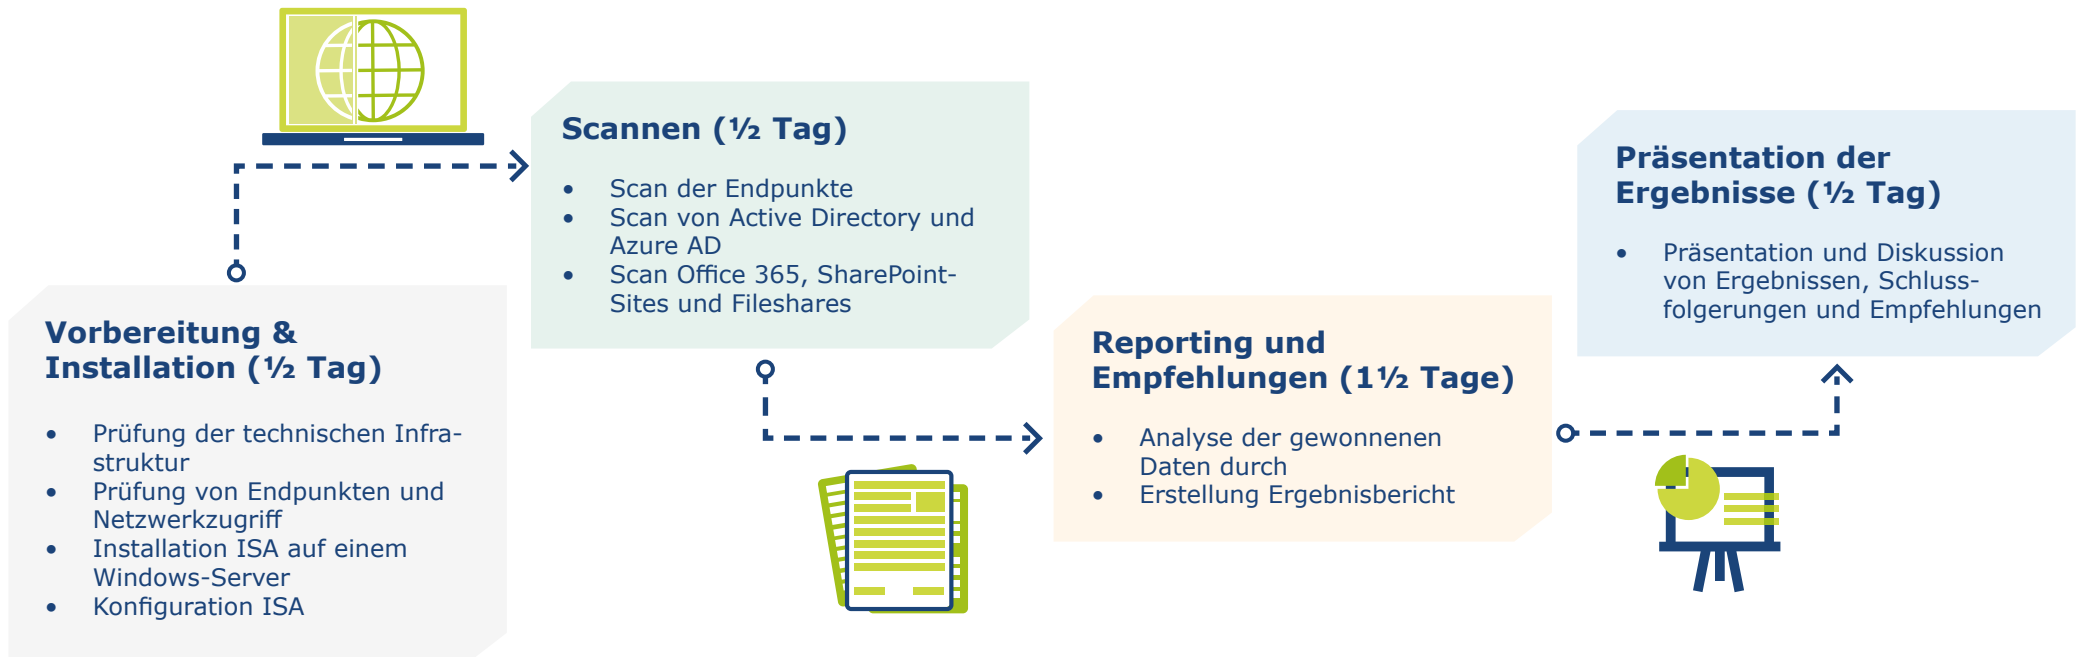 Vorbereitung &
Installation (½ Tag)
• Prüfung der technischen Infra-
struktur
• Prüfung von Endpunkten und
Netzwerkzugriff
• Installation ISA auf einem
Windows-Server
• Konfiguration ISA
Scannen (½ Tag)
• Scan der Endpunkte
• Scan von Active Directory und
Azure AD
• Scan Office 365, SharePoint-
Sites und Fileshares
Reporting und
Empfehlungen (1½ Tage)
• Analyse der gewonnenen
Daten durch
• Erstellung Ergebnisbericht
Präsentation der
Ergebnisse (½ Tag)
• Präsentation und Diskussion
von Ergebnissen, Schluss-
folgerungen und Empfehlungen